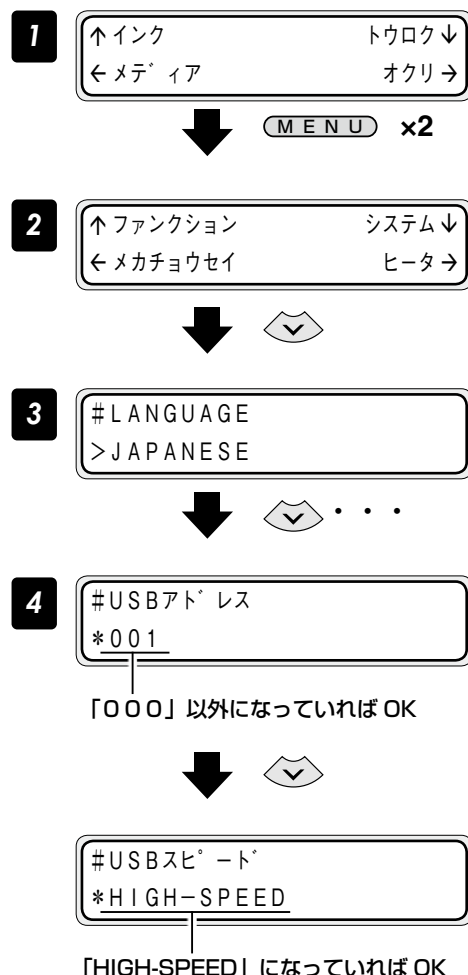 1
↑インク トウロク↓
←メディア オクリ→
MENU ×2
2
↑ファンクション システム↓
←メカチョウセイ ヒータ→
3
#LANGUAGE
>JAPANESE
・・・
4
#USBアドレス
*001
「000」以外になっていれば OK
#USBスピード
*HIGH-SPEED
「HIGH-SPEED」になっていれば OK